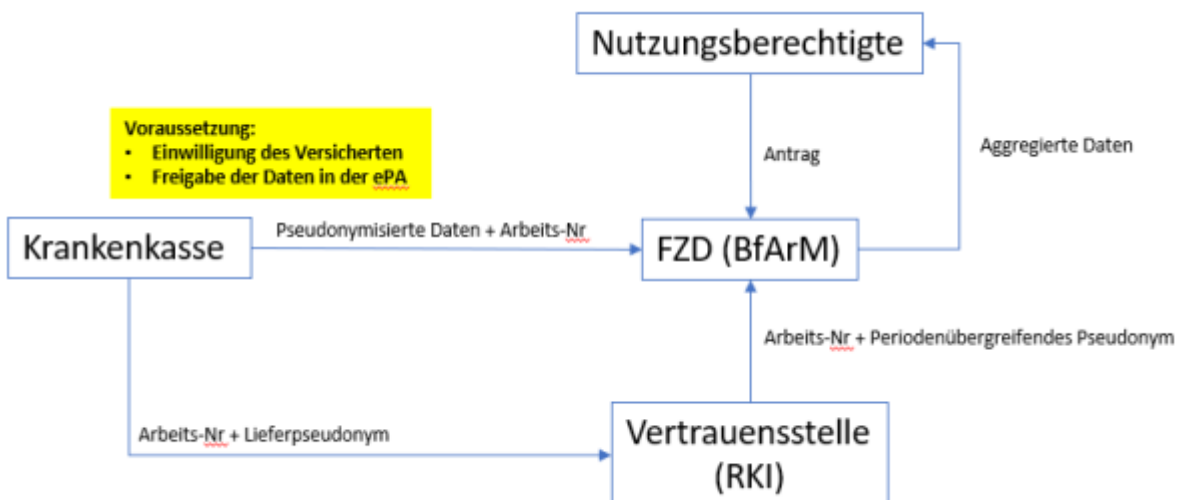 Nutzungsberechtigte
Voraussetzung:
• Einwilligung des Versicherten
• Freigabe der Daten in der ePA
Antrag
Aggregierte Daten
Krankenkasse
Pseudonymisierte Daten + Arbeits-Nr
FZD (BfArM)
Arbeits-Nr + Periodenübergreifendes Pseudonym
Arbeits-Nr + Lieferpseudonym
Vertrauensstelle
(RKI)